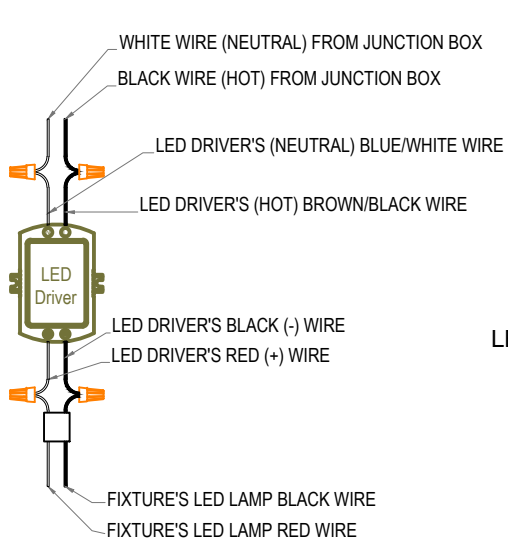 WHITE WIRE (NEUTRAL) FROM JUNCTION BOX
BLACK WIRE (HOT) FROM JUNCTION BOX
LED DRIVER'S (NEUTRAL) BLUE/WHITE WIRE
LED DRIVER'S (HOT) BROWN/BLACK WIRE
LED
Driver
LED DRIVER'S BLACK (-) WIRE
LED DRIVER'S RED (+) WIRE
FIXTURE'S LED LAMP BLACK WIRE
FIXTURE'S LED LAMP RED WIRE